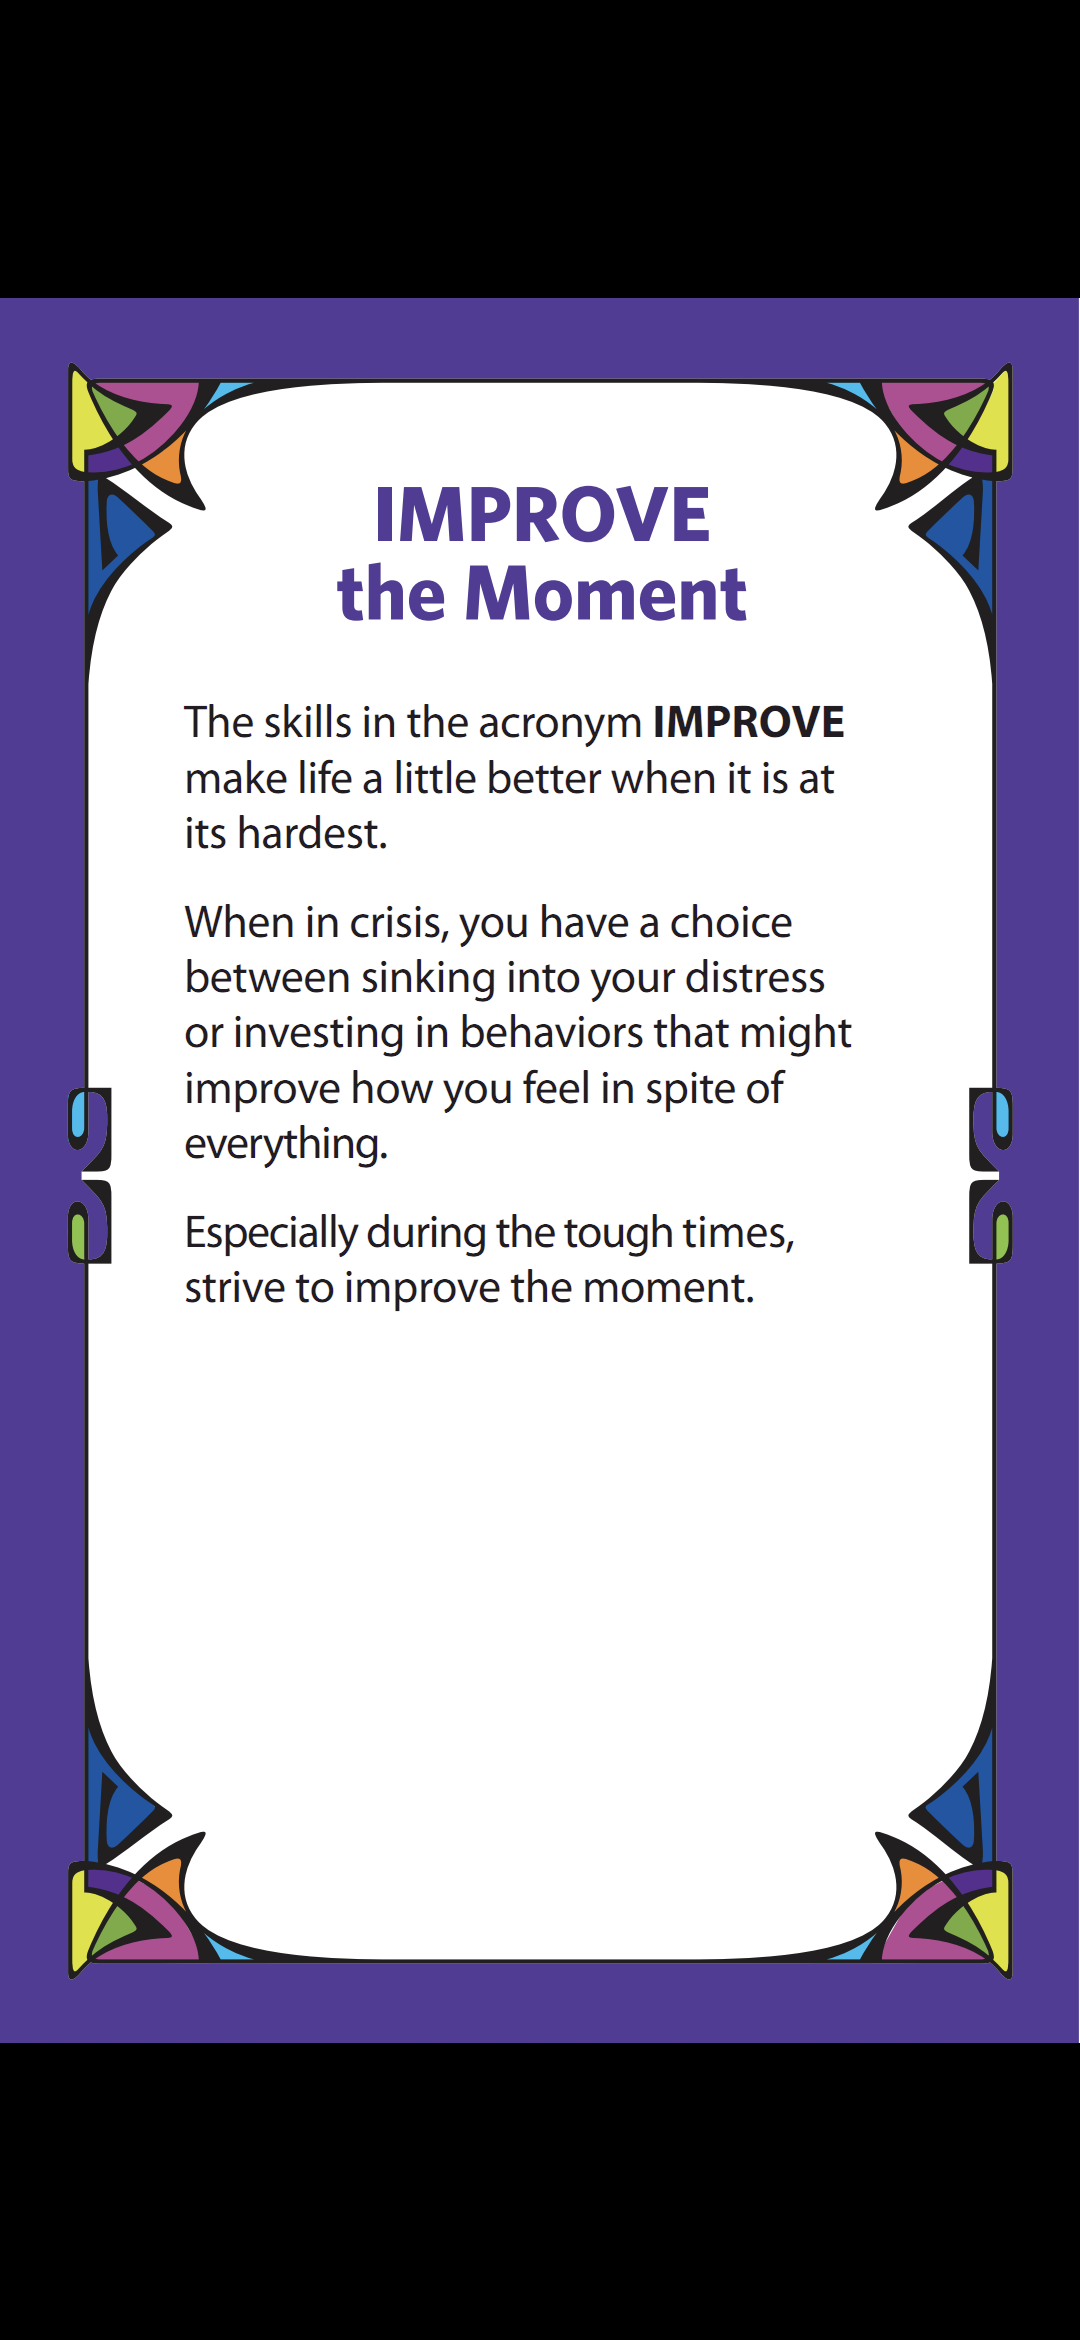 IMPROVE
the Moment
The skills in the acronym IMPROVE
make life a little better when it is at
its hardest.
When in crisis, you have a choice
between sinking into your distress
or investing in behaviors that might
improve how you feel in spite of
everything.
Especially during the tough times,
strive to improve the moment.